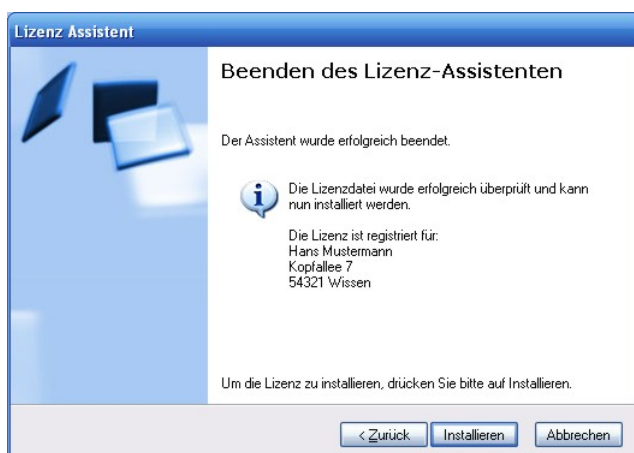 Lizenz Assistent
Beenden des Lizenz-Assistenten
Der Assistent wurde erfolgreich beendet.
Die Lizenzdatei wurde erfolgreich überprüft und kann
nun installiert werden.
Die Lizenz ist registriert für:
Hans Mustermann
Kopfallee 7
54321 Wissen
Um die Lizenz zu installieren, drücken Sie bitte auf Installieren.
< Zurück Installieren Abbrechen